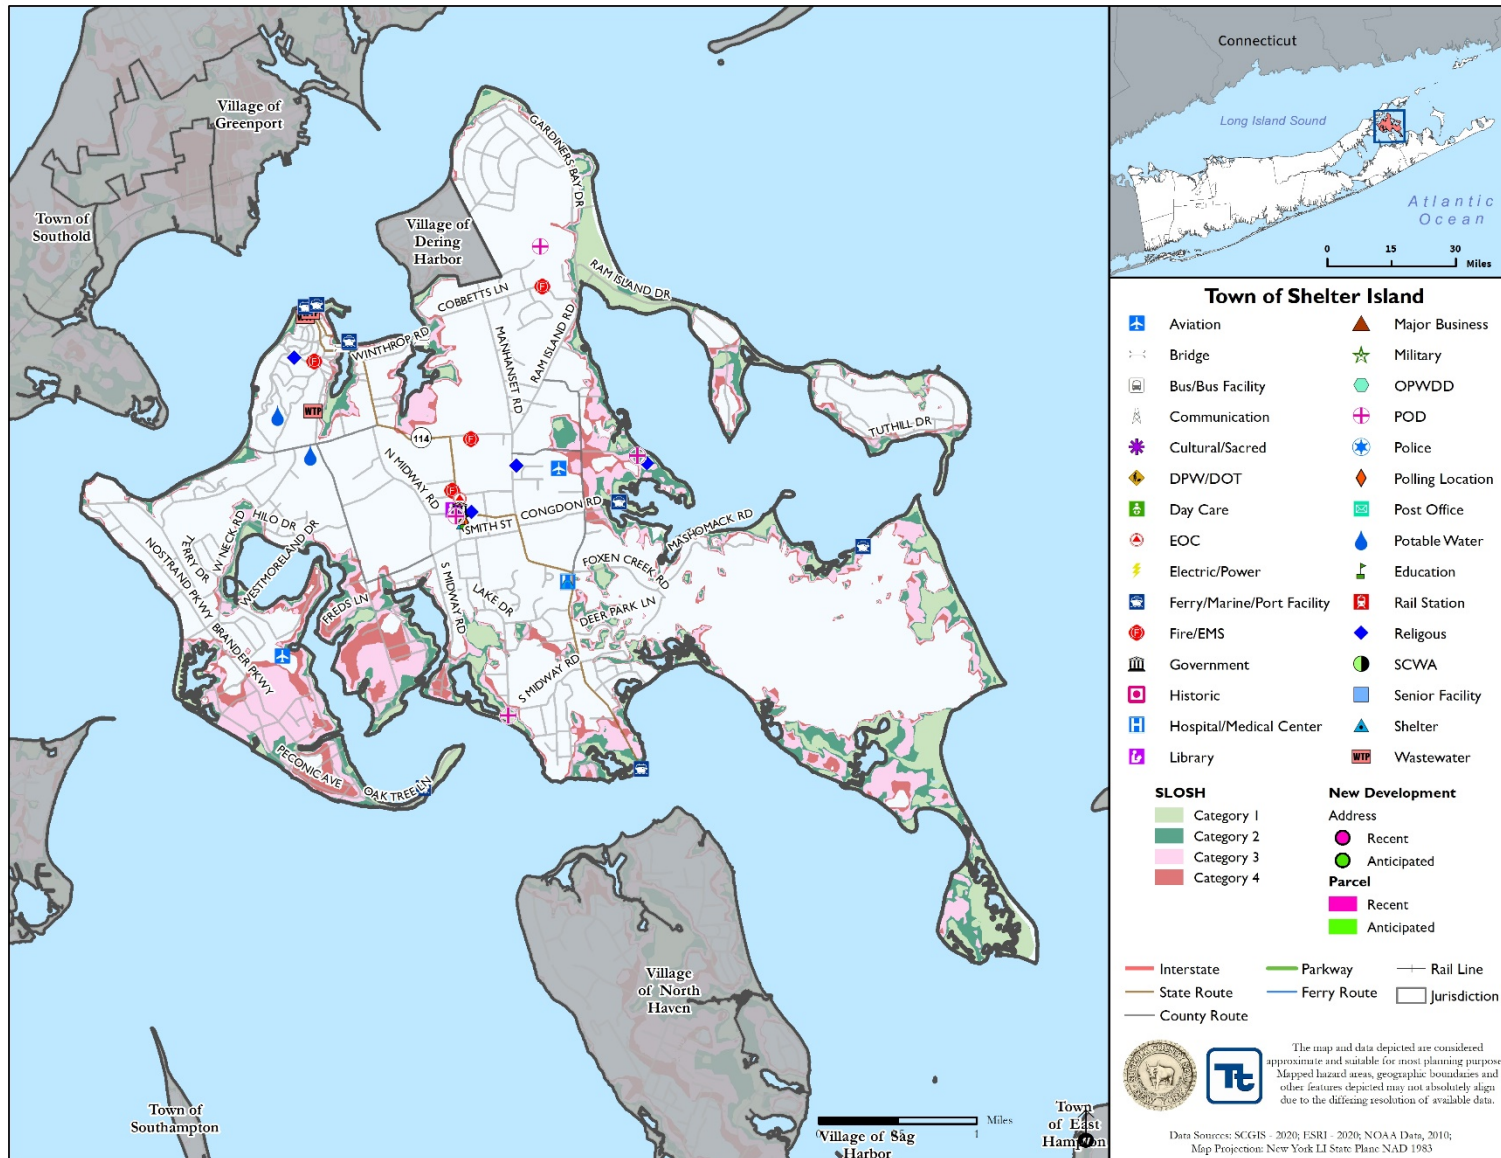 Village of
Greenport
Town of
Southold
Village of
Dering
Harbor
GARDINERS BAY DR
RAM ISLAND DR
COBBETTS LN
WINTHROP RD
MANHANSET RD
RAM ISLAND RD
TUTHILL DR
WTP
114
N MIDWAY RD
SMITH ST
CONGDON RD
MASHOMACK RD
HILO DR
W NECK RD
TERRY DR
WESTMORELAND DR
NOSTRAND PKWY
FREDS LN
BRANDER PKWY
S MIDWAY RD
LAKE DR
FOXEN CREEK RD
DEER PARK LN
S MIDWAY RD
PECONIC AVE
OAK TREE LN
Village
of North
Haven
Town of
Southampton
Village of Sag
Harbor
Town
of East
Hampton
0
0.5
1
Miles
Connecticut
Long Island Sound
Atlantic
Ocean
0 15 30
Miles
Town of Shelter Island
Aviation
Bridge
Bus/Bus Facility
Communication
Cultural/Sacred
DPW/DOT
Day Care
EOC
Electric/Power
Ferry/Marine/Port Facility
Fire/EMS
Government
Historic
Hospital/Medical Center
Library
Major Business
Military
OPWDD
POD
Police
Polling Location
Post Office
Potable Water
Education
Rail Station
Religous
SCWA
Senior Facility
Shelter
WTP Wastewater
SLOSH
Category 1
Category 2
Category 3
Category 4
New Development
Address
Recent
Anticipated
Parcel
Recent
Anticipated
Interstate
State Route
County Route
Parkway
Ferry Route
Rail Line
Jurisdiction
Tt
The map and data depicted are considered
approximate and suitable for most planning purpose
Mapped hazard areas, geographic boundaries and
other features depicted may not absolutely align
due to the differing resolution of available data.
Data Sources: SCGIS - 2020; ESRI - 2020; NOAA Data, 2010;
Map Projection: New York LI State Plane NAD 1983